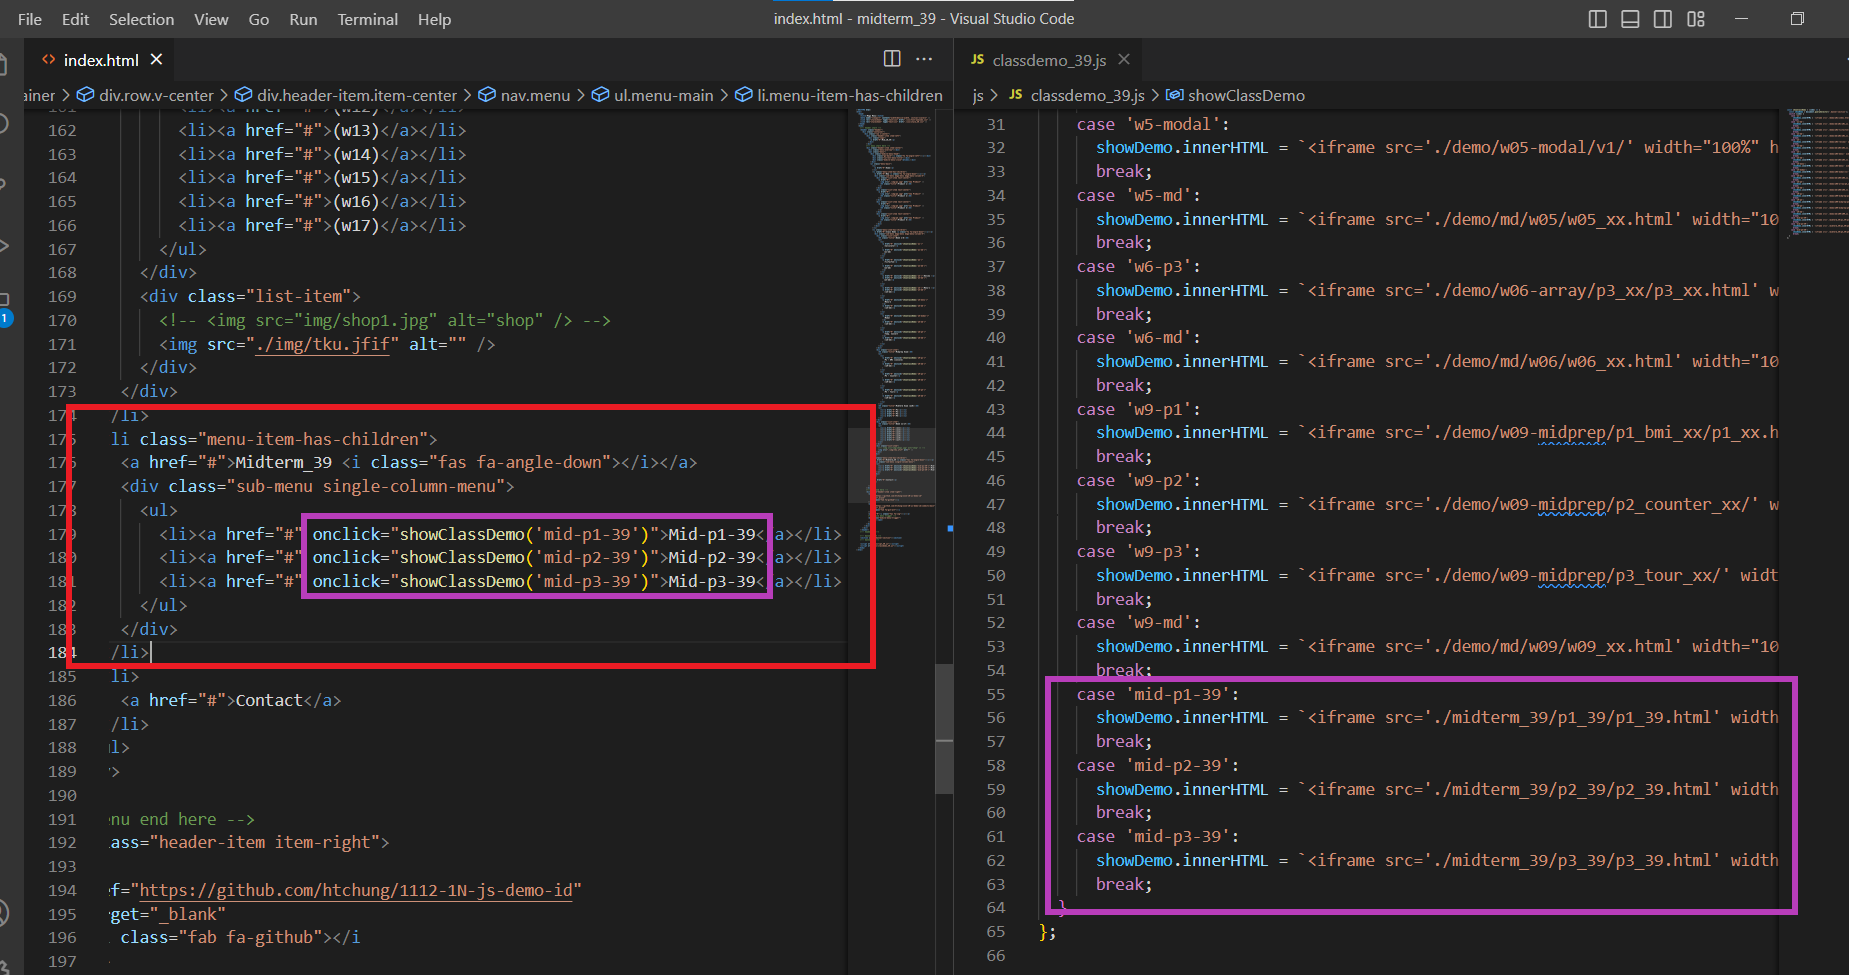 File Edit Selection View Go Run Terminal Help
index.html - midterm_39 - Visual Studio Code
index.html
ainer > div.row.v-center > div.header-item.item-center > nav.menu > ul.menu-main > li.menu-item-has-children
162 <li><a href="#">(w13)</a></li>
163 <li><a href="#">(w14)</a></li>
164 <li><a href="#">(w15)</a></li>
165 <li><a href="#">(w16)</a></li>
166 <li><a href="#">(w17)</a></li>
167 </ul>
168 </div>
169 <div class="list-item">
170 <!-- <img src="img/shop1.jpg" alt="shop" /> -->
171 <img src="./img/tku.jfif" alt="" />
172 </div>
173 </div>
174 /li>
175 li class="menu-item-has-children">
176 <a href="#">Midterm_39 <i class="fas fa-angle-down"></i></a>
177 <div class="sub-menu single-column-menu">
178 <ul>
179 <li><a href="#" onclick="showClassDemo('mid-p1-39')">Mid-p1-39</a></li>
180 <li><a href="#" onclick="showClassDemo('mid-p2-39')">Mid-p2-39</a></li>
181 <li><a href="#" onclick="showClassDemo('mid-p3-39')">Mid-p3-39</a></li>
182 </ul>
183 </div>
184 /li>
185 li>
186 <a href="#">Contact</a>
187 /li>
188 l>
189 >
190
191 nu end here -->
192 ass="header-item item-right">
193
194 ef="https://github.com/htchung/1112-1N-js-demo-id"
195 rget="_blank"
196 class="fab fa-github"></i
197 >
1
JS classdemo_39.js
js > JS classdemo_39.js > showClassDemo
31 case 'w5-modal':
32 showDemo.innerHTML = `<iframe src='./demo/w05-modal/v1/' width="100%" h
33 break;
34 case 'w5-md':
35 showDemo.innerHTML = `<iframe src='./demo/md/w05/w05_xx.html' width="10
36 break;
37 case 'w6-p3':
38 showDemo.innerHTML = `<iframe src='./demo/w06-array/p3_xx/p3_xx.html' w
39 break;
40 case 'w6-md':
41 showDemo.innerHTML = `<iframe src='./demo/md/w06/w06_xx.html' width="10
42 break;
43 case 'w9-p1':
44 showDemo.innerHTML = `<iframe src='./demo/w09-midprep/p1_bmi_xx/p1_xx.h
45 break;
46 case 'w9-p2':
47 showDemo.innerHTML = `<iframe src='./demo/w09-midprep/p2_counter_xx/' w
48 break;
49 case 'w9-p3':
50 showDemo.innerHTML = `<iframe src='./demo/w09-midprep/p3_tour_xx/' widt
51 break;
52 case 'w9-md':
53 showDemo.innerHTML = `<iframe src='./demo/md/w09/w09_xx.html' width="10
54 break;
55 case 'mid-p1-39':
56 showDemo.innerHTML = `<iframe src='./midterm_39/p1_39/p1_39.html' width
57 break;
58 case 'mid-p2-39':
59 showDemo.innerHTML = `<iframe src='./midterm_39/p2_39/p2_39.html' width
60 break;
61 case 'mid-p3-39':
62 showDemo.innerHTML = `<iframe src='./midterm_39/p3_39/p3_39.html' width
63 break;
64 }
65 };
66